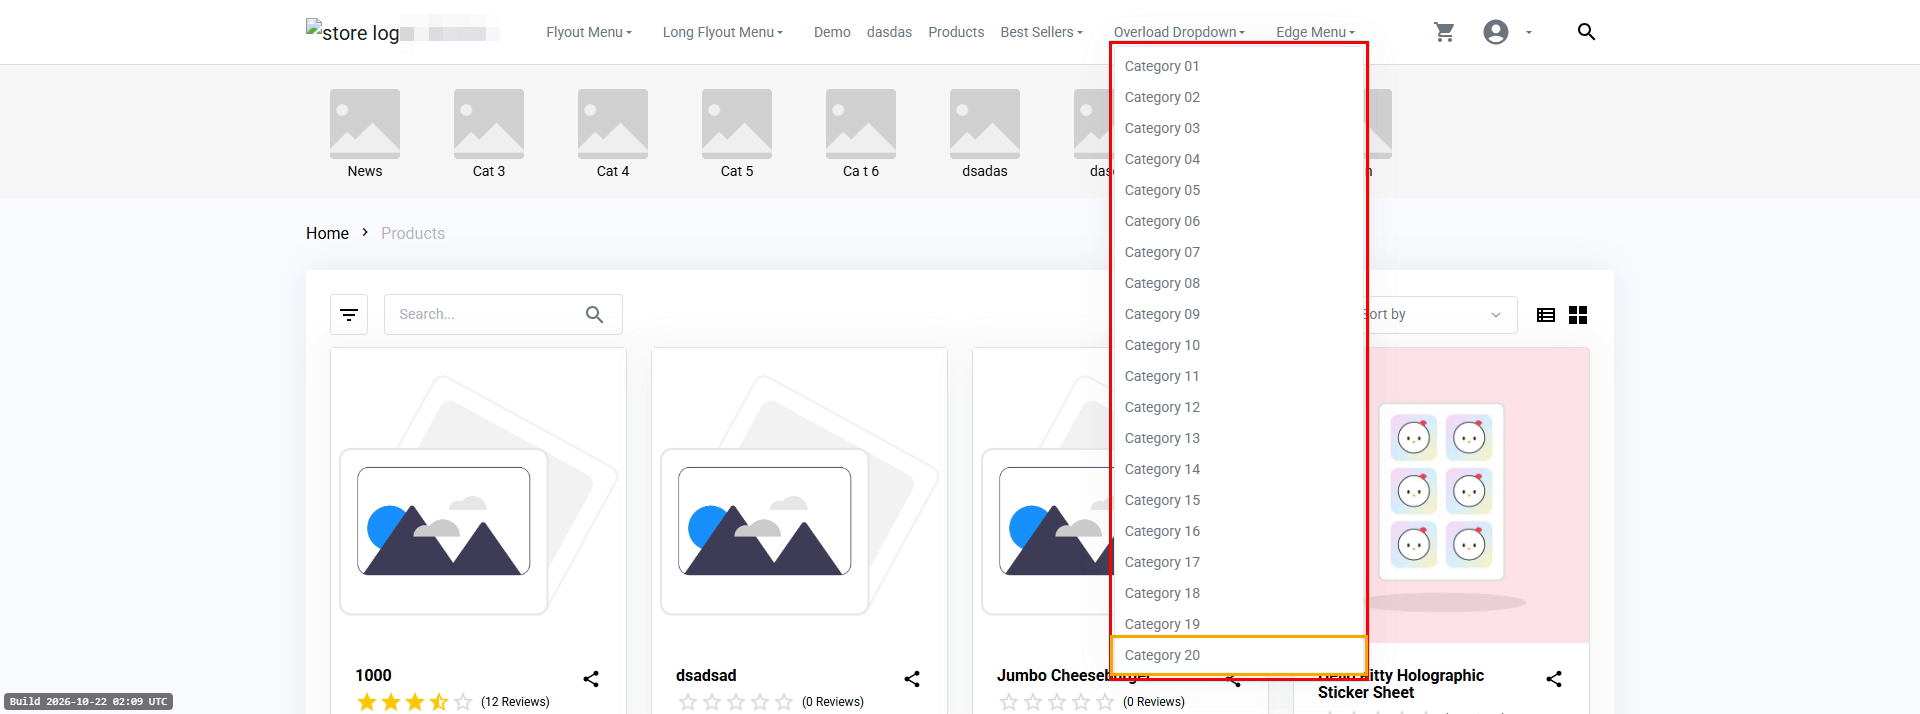 store log
Flyout Menu Long Flyout Menu Demo dasdas Products Best Sellers Overload Dropdown Edge Menu
Category 01
Category 02
Category 03
Category 04
Category 05
Category 06
Category 07
Category 08
Category 09
Category 10
Category 11
Category 12
Category 13
Category 14
Category 15
Category 16
Category 17
Category 18
Category 19
Category 20
News Cat 3 Cat 4 Cat 5 Ca t 6 dsadas
Home > Products
Search...
ort by
1000
(12 Reviews)
dsadsad
(0 Reviews)
Jumbo
(0 Reviews)
Holographic
Sticker Sheet
Build 2026-10-22 02:09 UTC